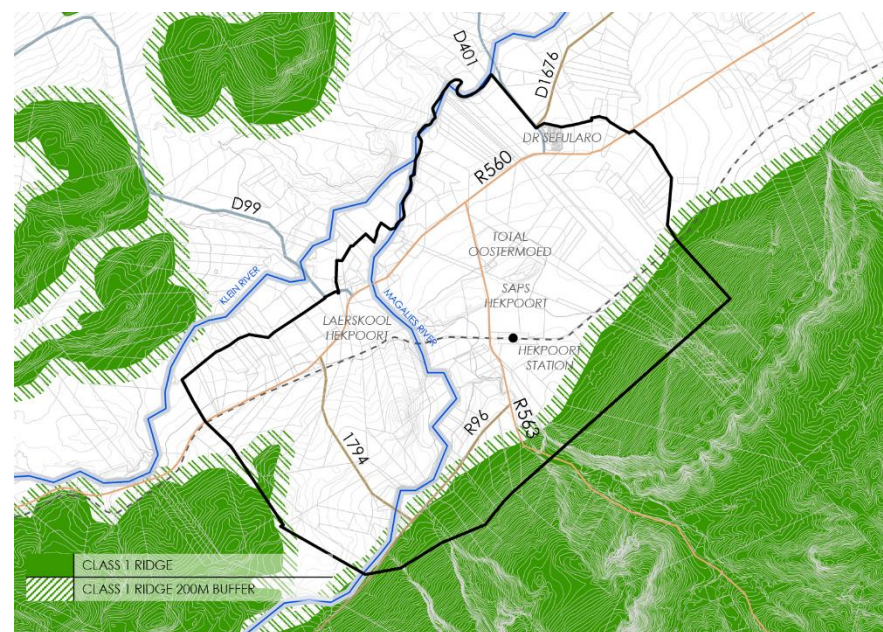 D401
D1676
DR SEFULARO
R560
D99
TOTAL
OOSTERMOED
KLEIN RIVER
SAPS
HEKPOORT
MAGALIES RIVER
LAERSKOOL
HEKPOORT
HEKPOORT
STATION
R563
R96
1794
CLASS 1 RIDGE
CLASS 1 RIDGE 200M BUFFER